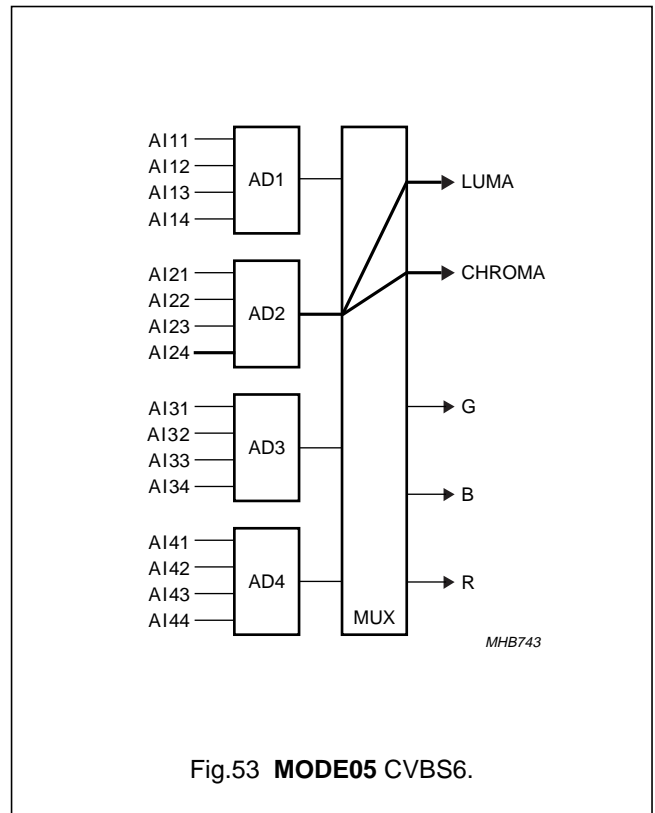 AI11
AI12
AI13
AI14
AD1
LUMA
AI21
AI22
AI23
AI24
AD2
CHROMA
AI31
AI32
AI33
AI34
AD3
G
B
AI41
AI42
AI43
AI44
AD4
R
MUX
MHB743
Fig.53 MODE05 CVBS6.